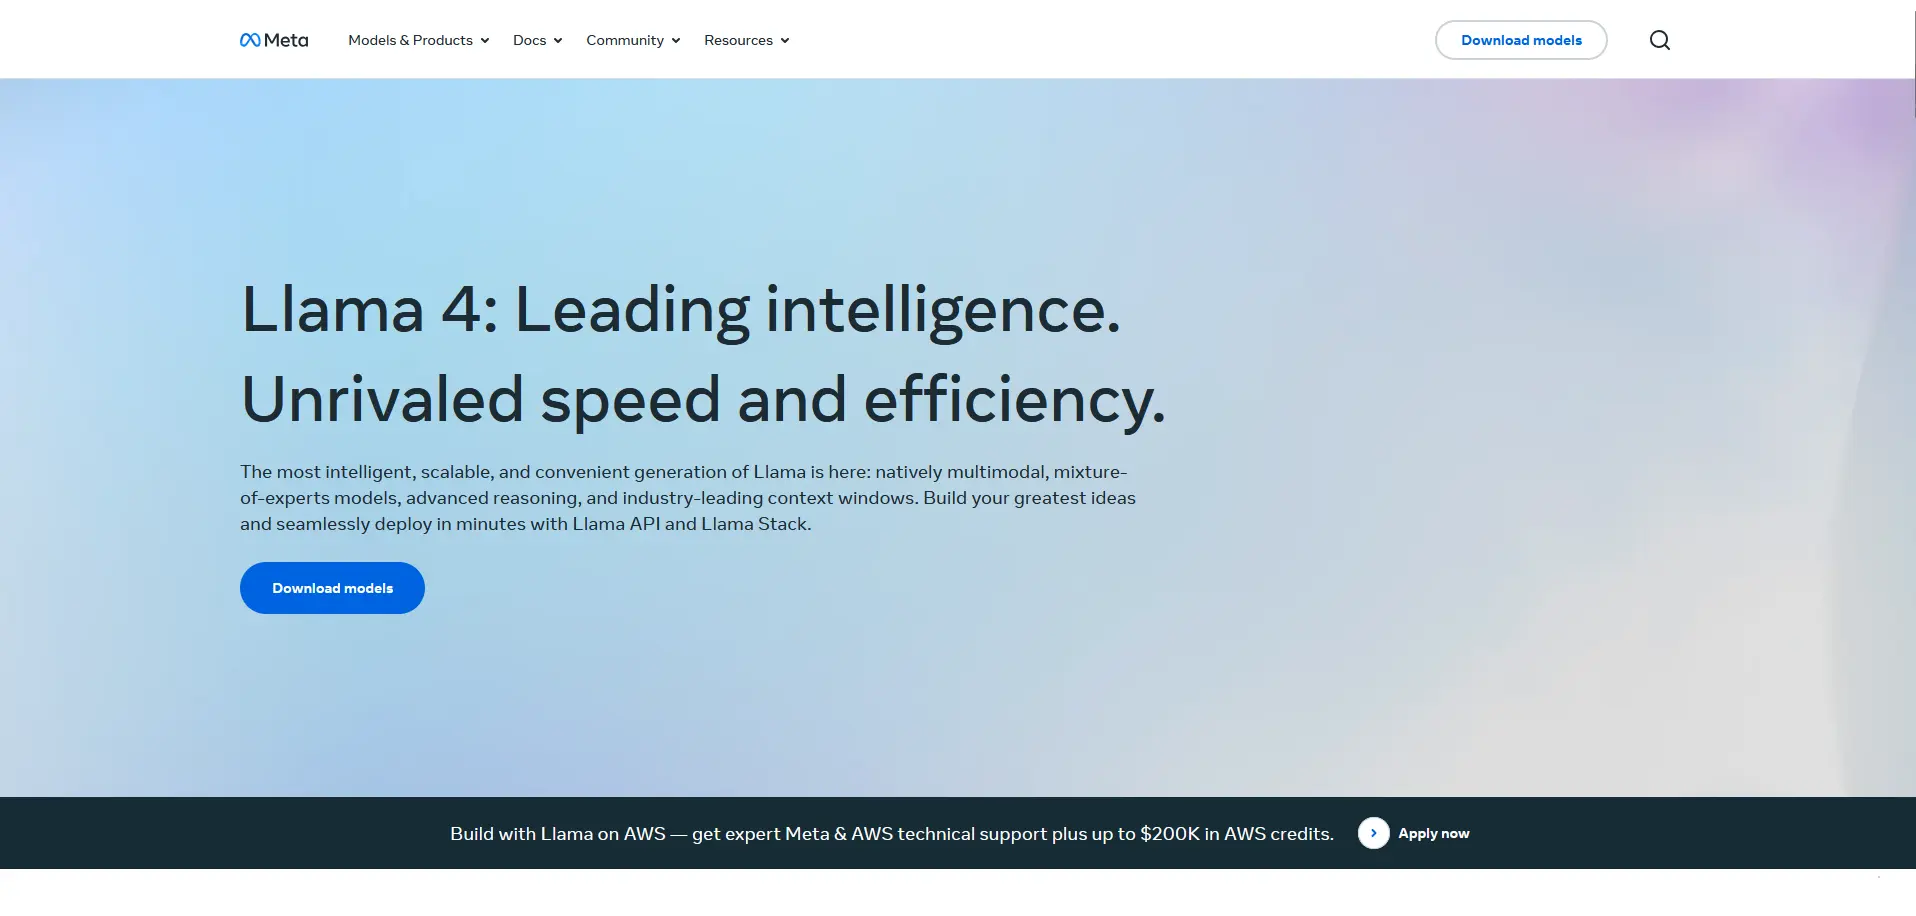 Meta
Models & Products
Docs
Community
Resources
Download models
Llama 4: Leading intelligence.
Unrivaled speed and efficiency.
The most intelligent, scalable, and convenient generation of Llama is here: natively multimodal, mixture-
of-experts models, advanced reasoning, and industry-leading context windows. Build your greatest ideas
and seamlessly deploy in minutes with Llama API and Llama Stack.
Download models
Build with Llama on AWS — get expert Meta & AWS technical support plus up to $200K in AWS credits.
Apply now